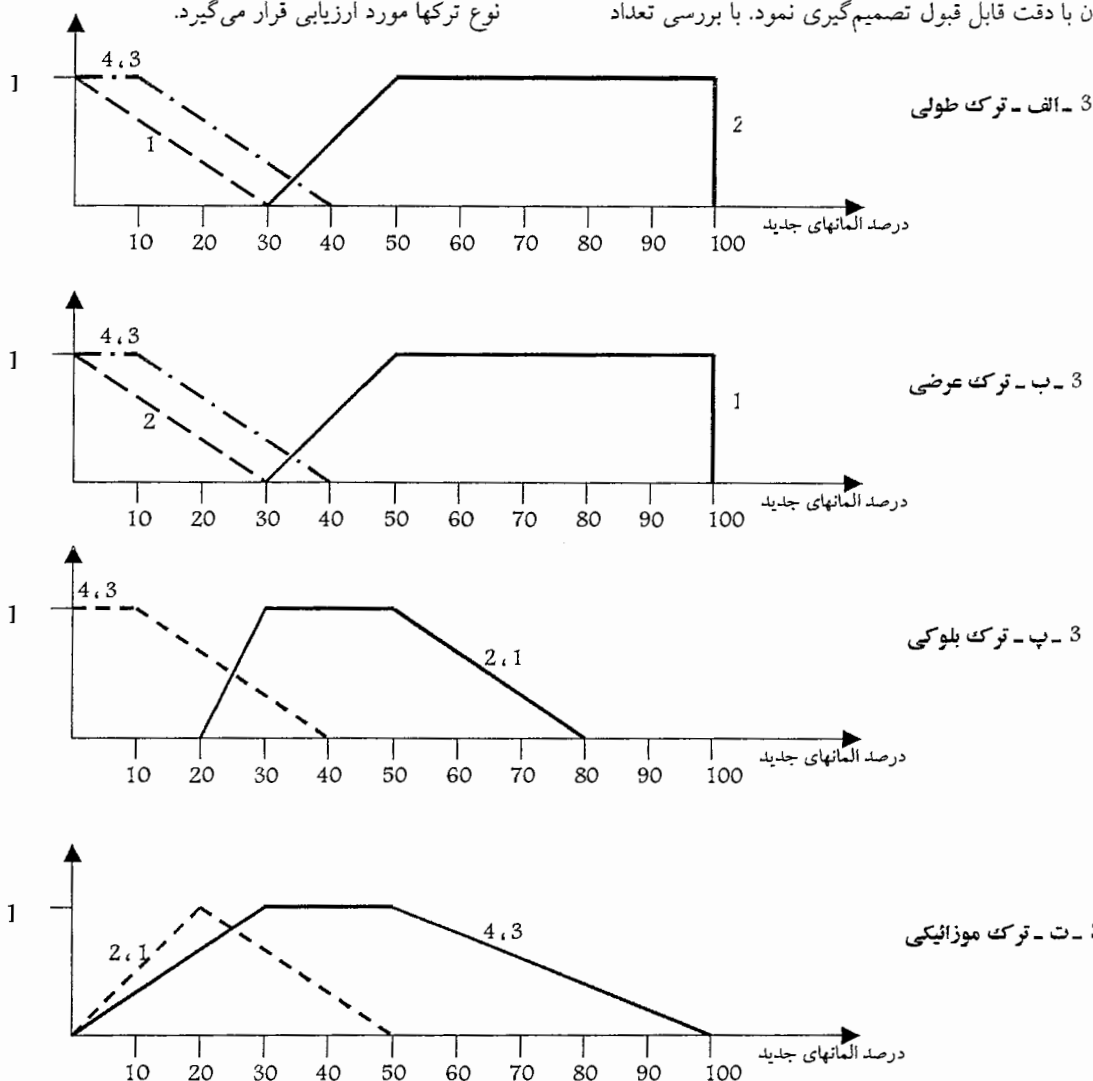 ن با دقت قابل قبول تصمیم‌گیری نمود. با بررسی تعداد
نوع ترکها مورد ارزیابی قرار می‌گیرد.
3 ـ الف ـ ترک طولی
1
4،3
1
2
10 20 30 40 50 60 70 80 90 100
درصد المانهای جدید
3 ـ ب ـ ترک عرضی
1
4،3
2
1
10 20 30 40 50 60 70 80 90 100
درصد المانهای جدید
3 ـ پ ـ ترک بلوکی
1
4،3
2،1
10 20 30 40 50 60 70 80 90 100
درصد المانهای جدید
ـ ت ـ ترک موزائیکی
1
2،1
4،3
10 20 30 40 50 60 70 80 90 100
درصد المانهای جدید